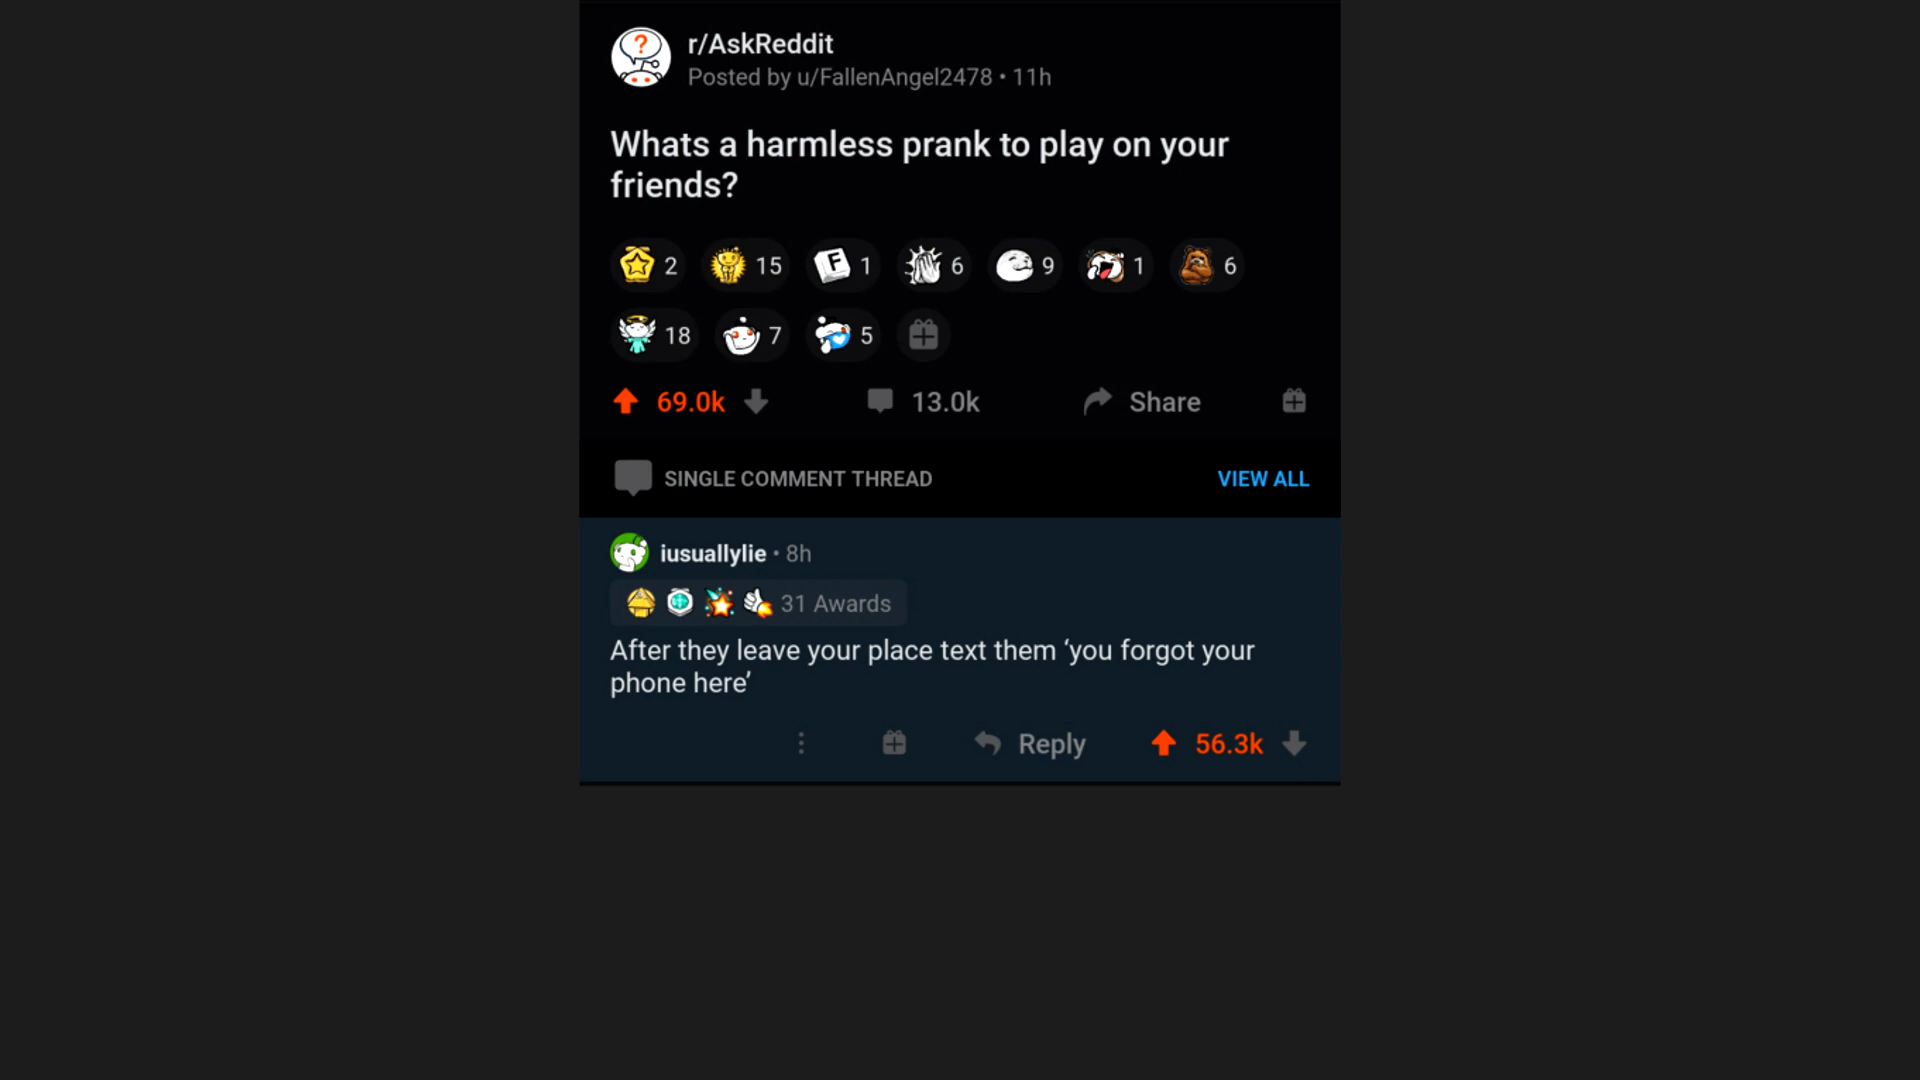 r/AskReddit
Posted by u/FallenAngel2478 • 11h
Whats a harmless prank to play on your
friends?
2 15 F 1 6 9 1 6
18 7 5
69.0k 13.0k Share
SINGLE COMMENT THREAD VIEW ALL
iusuallylie • 8h
31 Awards
After they leave your place text them ‘you forgot your
phone here’
Reply 56.3k